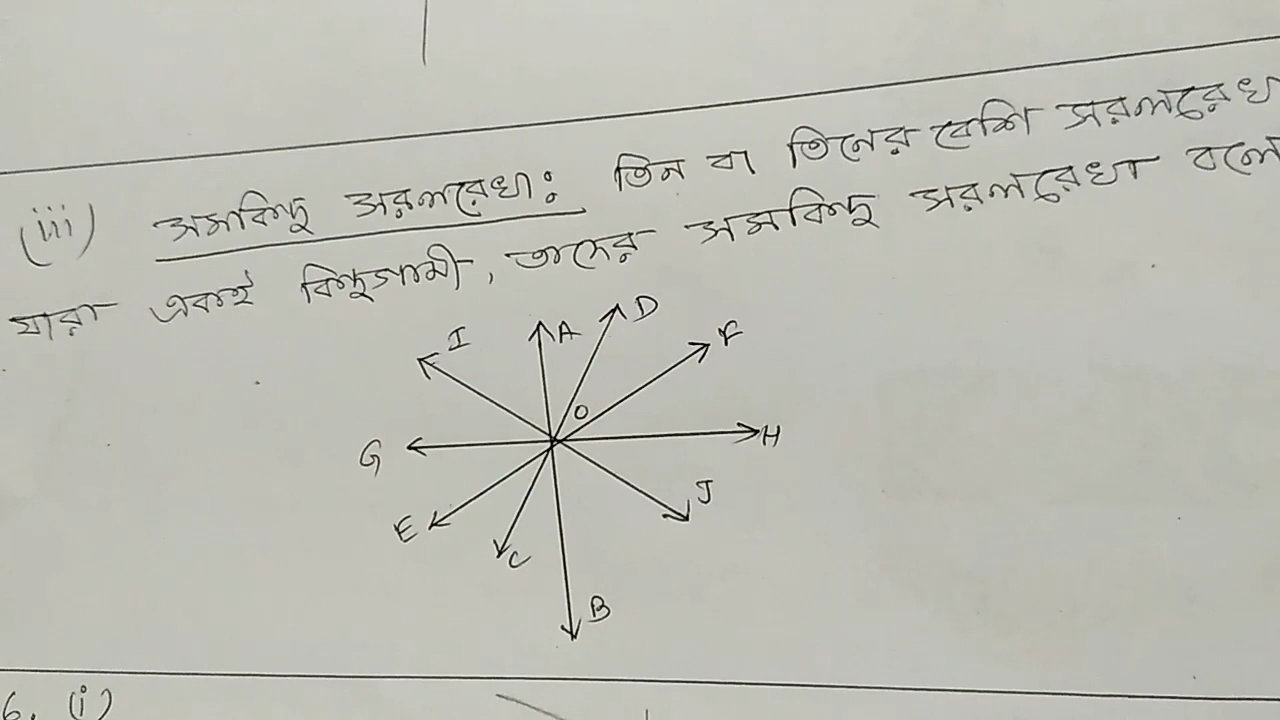 (iii) সমবিন্দু সরলরেখা: তিন বা তিনের বেশি সরলরেখা
যারা একই বিন্দুগামী, তাদের সমবিন্দু সরলরেখা বলে
I A D F
O
G H
E J
C
B
6. (i)